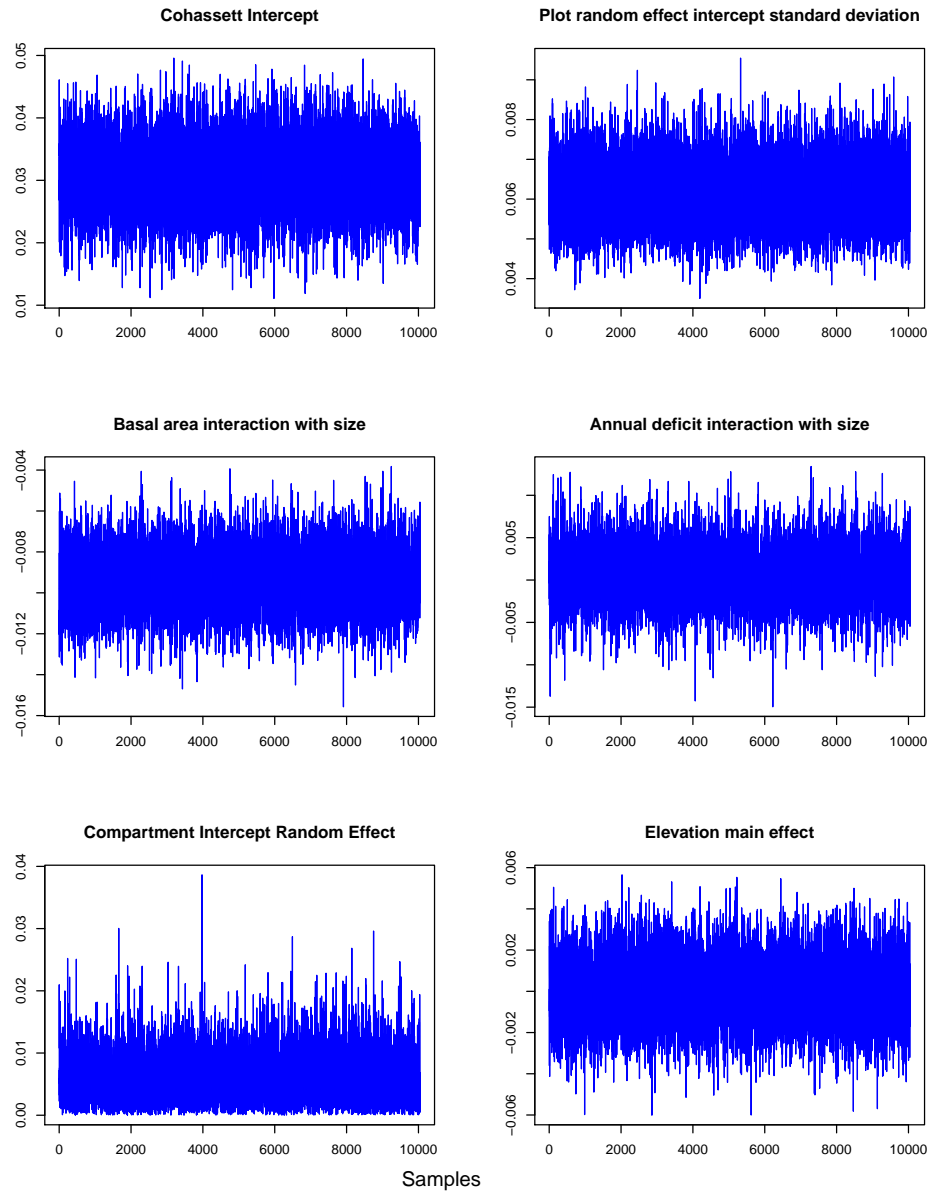 Cohassett Intercept
0.05
0.04
0.03
0.02
0.01
0 2000 4000 6000 8000 10000
Plot random effect intercept standard deviation
0.008
0.006
0.004
0 2000 4000 6000 8000 10000
Basal area interaction with size
−0.004
−0.008
−0.012
−0.016
0 2000 4000 6000 8000 10000
Annual deficit interaction with size
0.005
−0.005
−0.015
0 2000 4000 6000 8000 10000
Compartment Intercept Random Effect
0.04
0.03
0.02
0.01
0.00
0 2000 4000 6000 8000 10000
Elevation main effect
0.006
0.002
−0.002
−0.006
0 2000 4000 6000 8000 10000
Samples